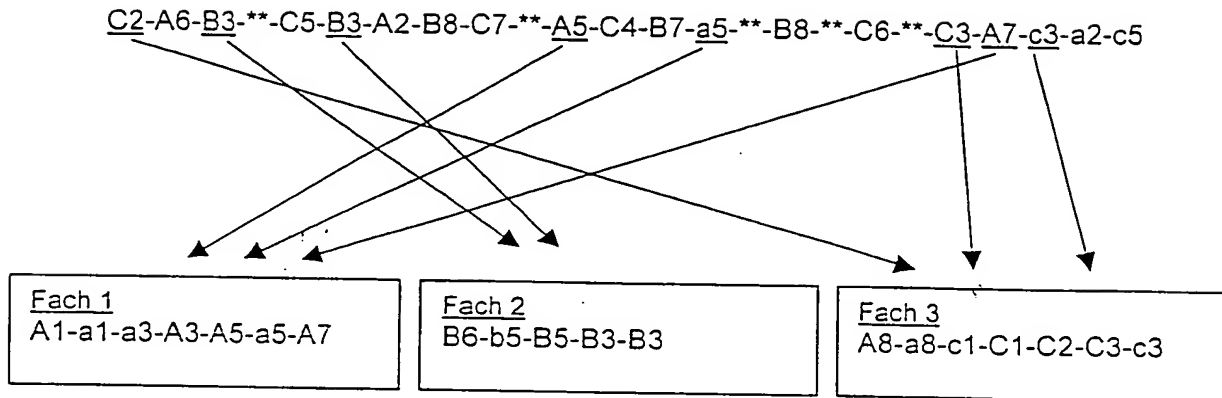 C2-A6-B3-**-C5-B3-A2-B8-C7-**-A5-C4-B7-a5-**-B8-**-C6-**-C3-A7-c3-a2-c5
Fach 1
A1-a1-a3-A3-A5-a5-A7
Fach 2
B6-b5-B5-B3-B3
Fach 3
A8-a8-c1-C1-C2-C3-c3